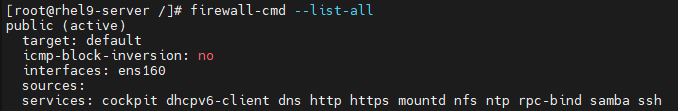 [root@rhel9-server /]# firewall-cmd --list-all
public (active)
  target: default
  icmp-block-inversion: no
  interfaces: ens160
  sources:
  services: cockpit dhcpv6-client dns http https mountd nfs ntp rpc-bind samba ssh